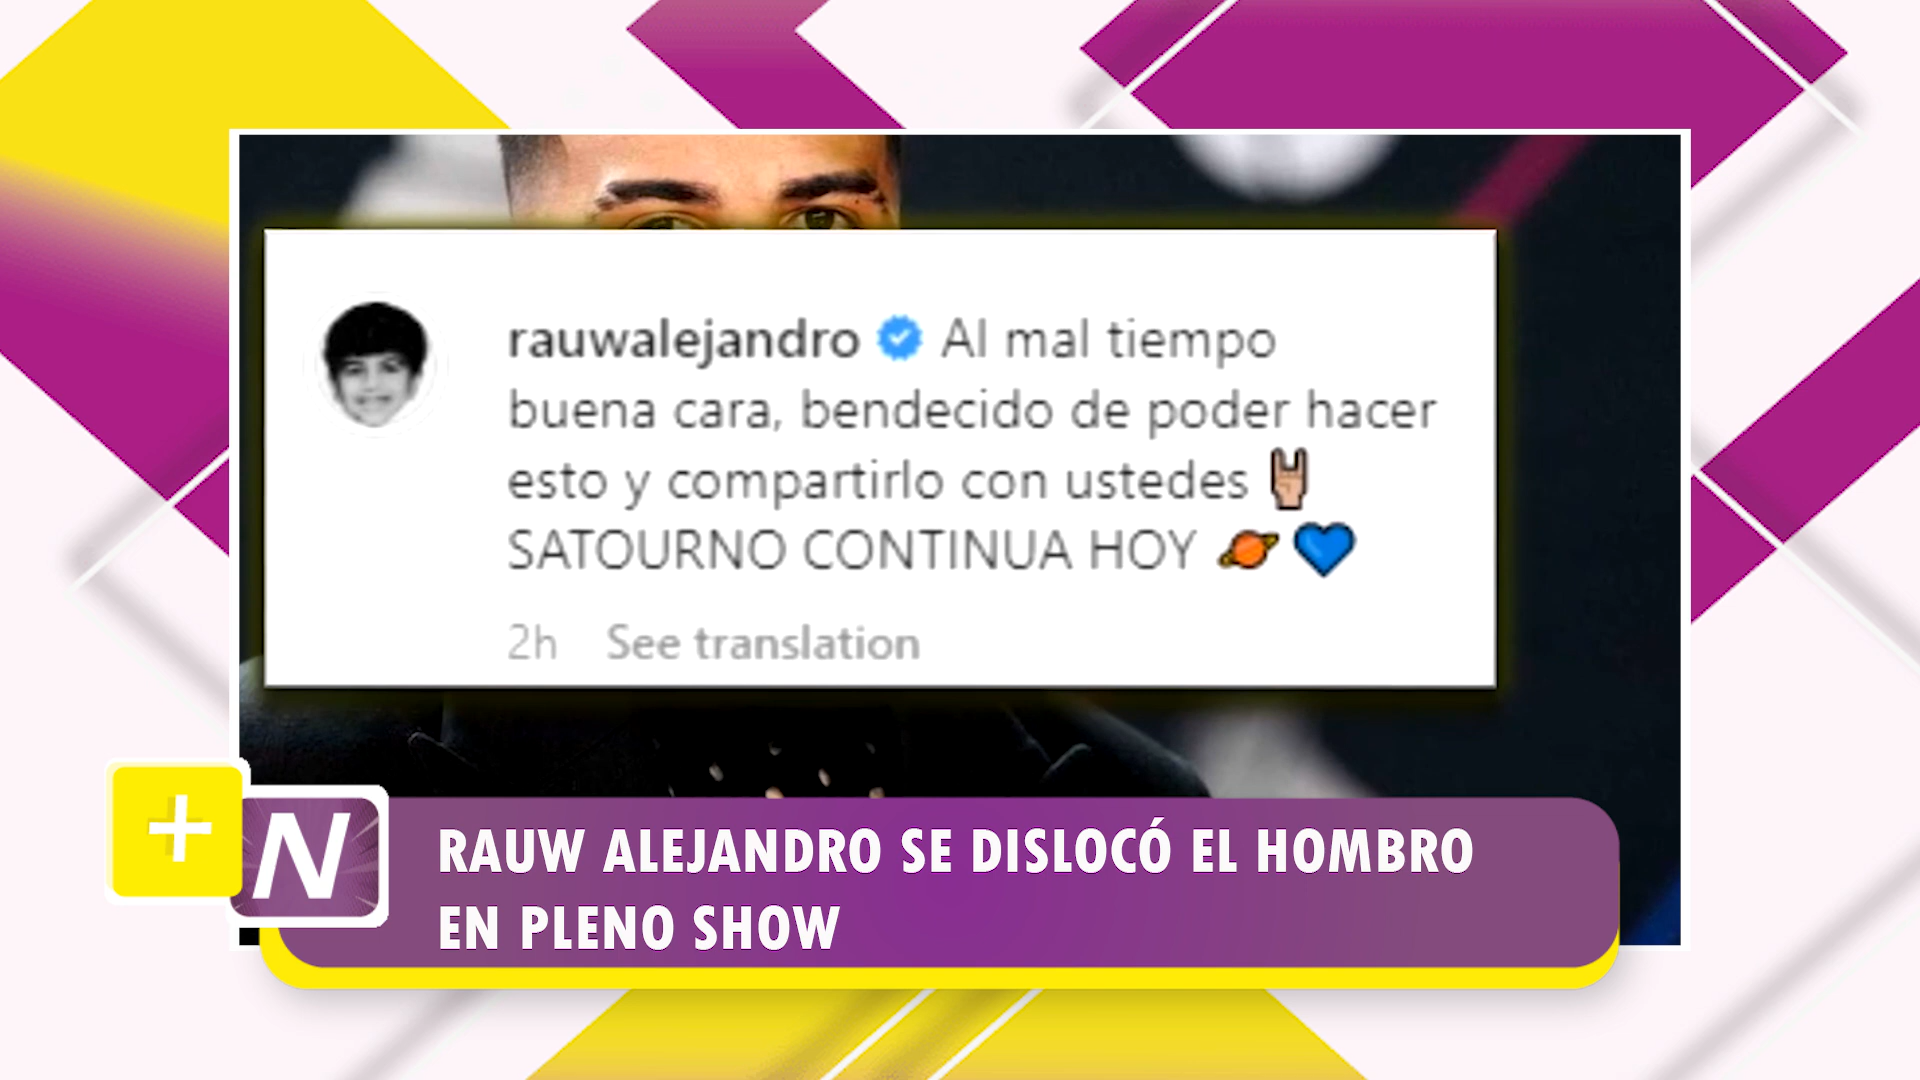 rauwalejandro Al mal tiempo
buena cara, bendecido de poder hacer
esto y compartirlo con ustedes 🤘
SATOURNO CONTINUA HOY 🪐💙
2h See translation
+N
RAUW ALEJANDRO SE DISLOCÓ EL HOMBRO
EN PLENO SHOW